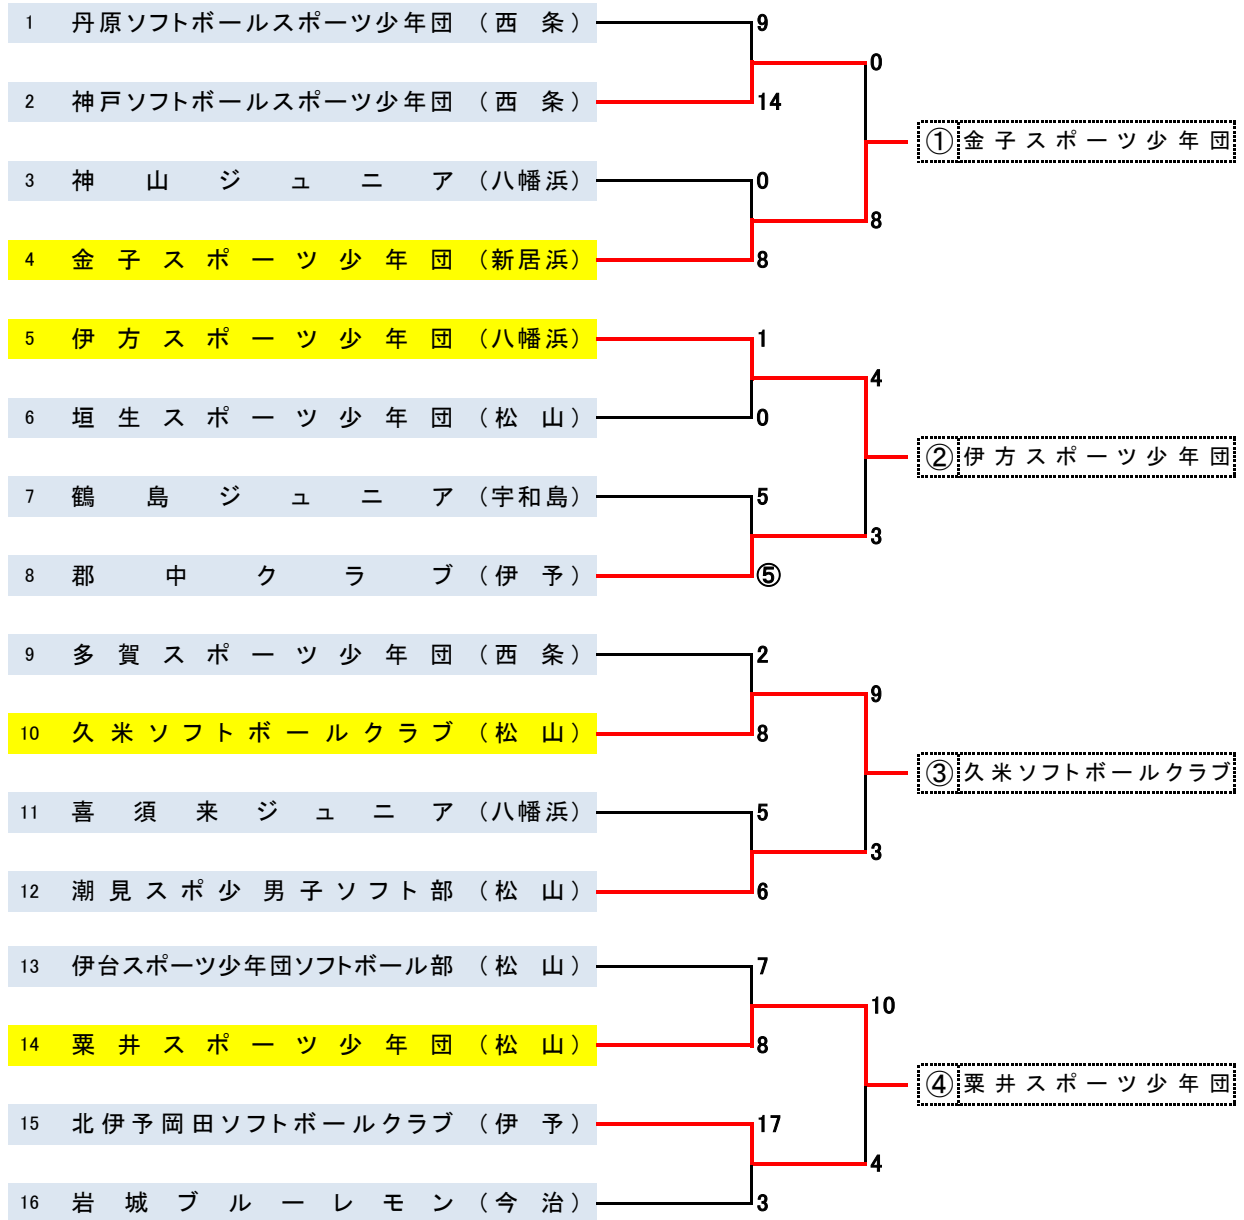 1 丹原ソフトボールスポーツ少年団 (西 条) 9
0
2 神戸ソフトボールスポーツ少年団 (西 条) 14
① 金子スポーツ少年団
3 神山ジュニア (八幡浜) 0
8
4 金子スポーツ少年団 (新居浜) 8
5 伊方スポーツ少年団 (八幡浜) 1
4
6 垣生スポーツ少年団 (松 山) 0
② 伊方スポーツ少年団
7 鶴島ジュニア (宇和島) 5
3
8 郡中クラブ (伊 予) ⑤
9 多賀スポーツ少年団 (西 条) 2
9
10 久米ソフトボールクラブ (松 山) 8
③ 久米ソフトボールクラブ
11 喜須来ジュニア (八幡浜) 5
3
12 潮見スポ少男子ソフト部 (松 山) 6
13 伊台スポーツ少年団ソフトボール部 (松 山) 7
10
14 粟井スポーツ少年団 (松 山) 8
④ 粟井スポーツ少年団
15 北伊予岡田ソフトボールクラブ (伊 予) 17
4
16 岩城ブルーレモン (今 治) 3